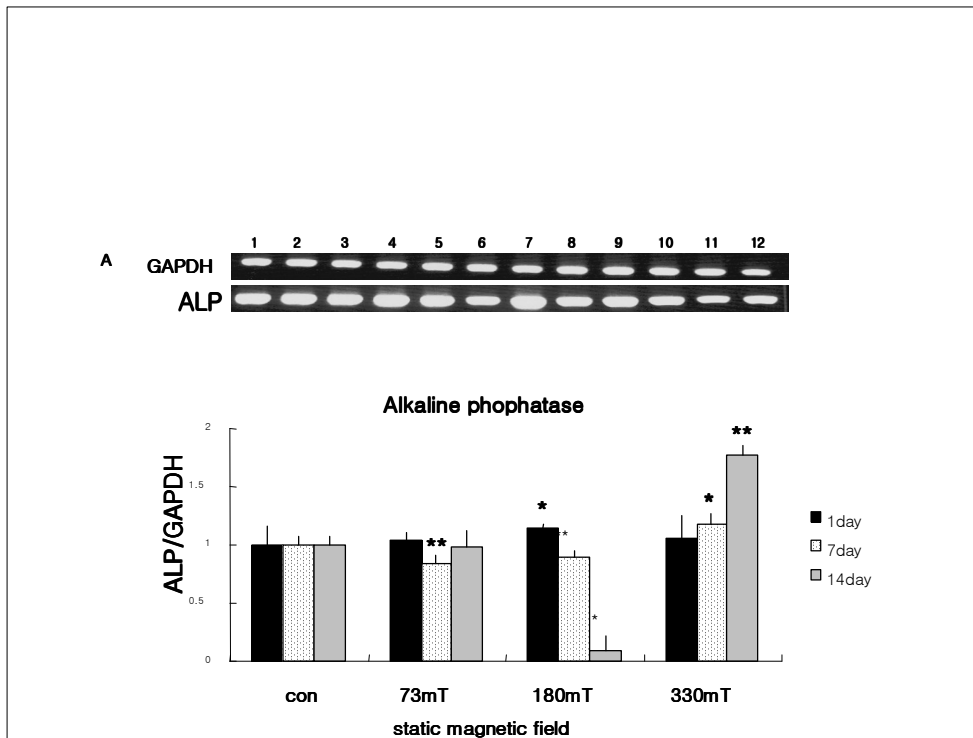 1 2 3 4 5 6 7 8 9 10 11 12
A GAPDH
ALP
Alkaline phophatase
ALP/GAPDH
2
1.5
1
0.5
0
**
*
**
**
*
*
**
1day
7day
14day
con 73mT 180mT 330mT
static magnetic field